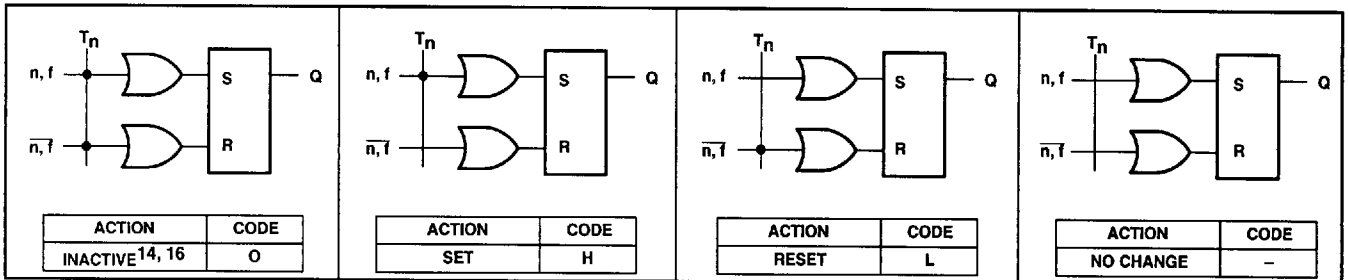 Tn
n, f
S
Q
n, f
R
ACTION CODE
INACTIVE14, 16 O
Tn
n, f
S
Q
n, f
R
ACTION CODE
SET H
Tn
n, f
S
Q
n, f
R
ACTION CODE
RESET L
Tn
n, f
S
Q
n, f
R
ACTION CODE
NO CHANGE –